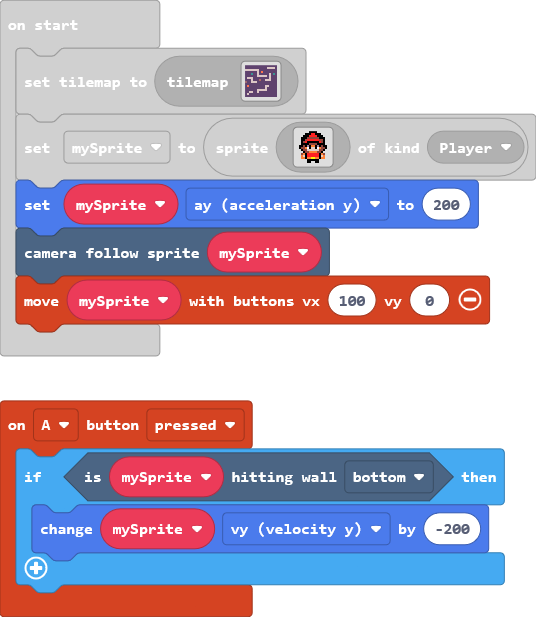 on start
set tilemap to tilemap
set mySprite to sprite of kind Player
set mySprite ay (acceleration y) to 200
camera follow sprite mySprite
move mySprite with buttons vx 100 vy 0
on A button pressed
if is mySprite hitting wall bottom then
change mySprite vy (velocity y) by -200